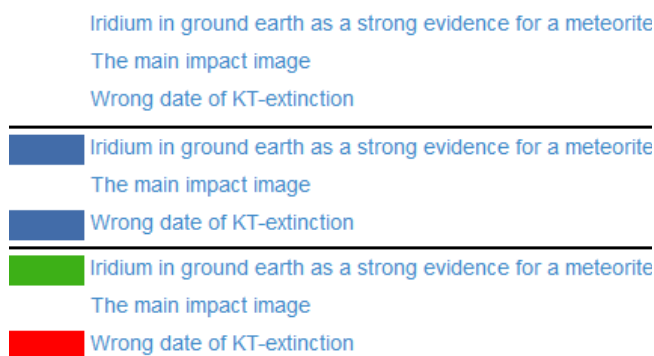 Iridium in ground earth as a strong evidence for a meteorite
The main impact image
Wrong date of KT-extinction
Iridium in ground earth as a strong evidence for a meteorite
The main impact image
Wrong date of KT-extinction
Iridium in ground earth as a strong evidence for a meteorite
The main impact image
Wrong date of KT-extinction